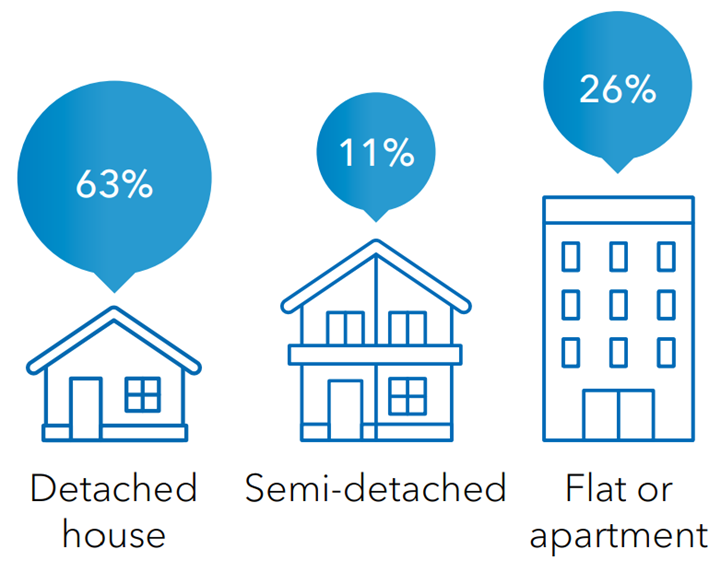 63%
11%
26%
Detached
house
Semi-detached
Flat or
apartment